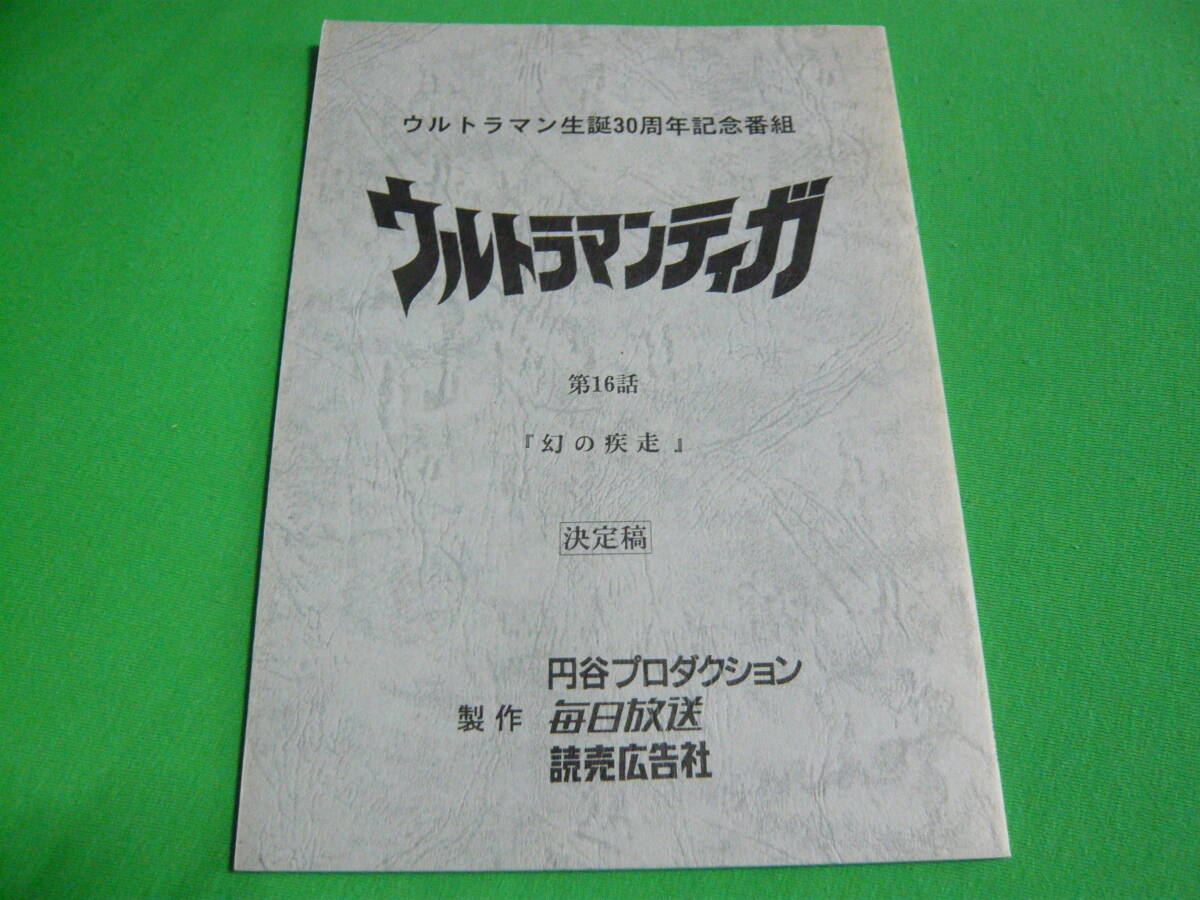 ウルトラマン生誕30周年記念番組
ウルトラマンティガ
第16話
『幻の疾走』
決定稿
円谷プロダクション
製作 毎日放送
読売広告社